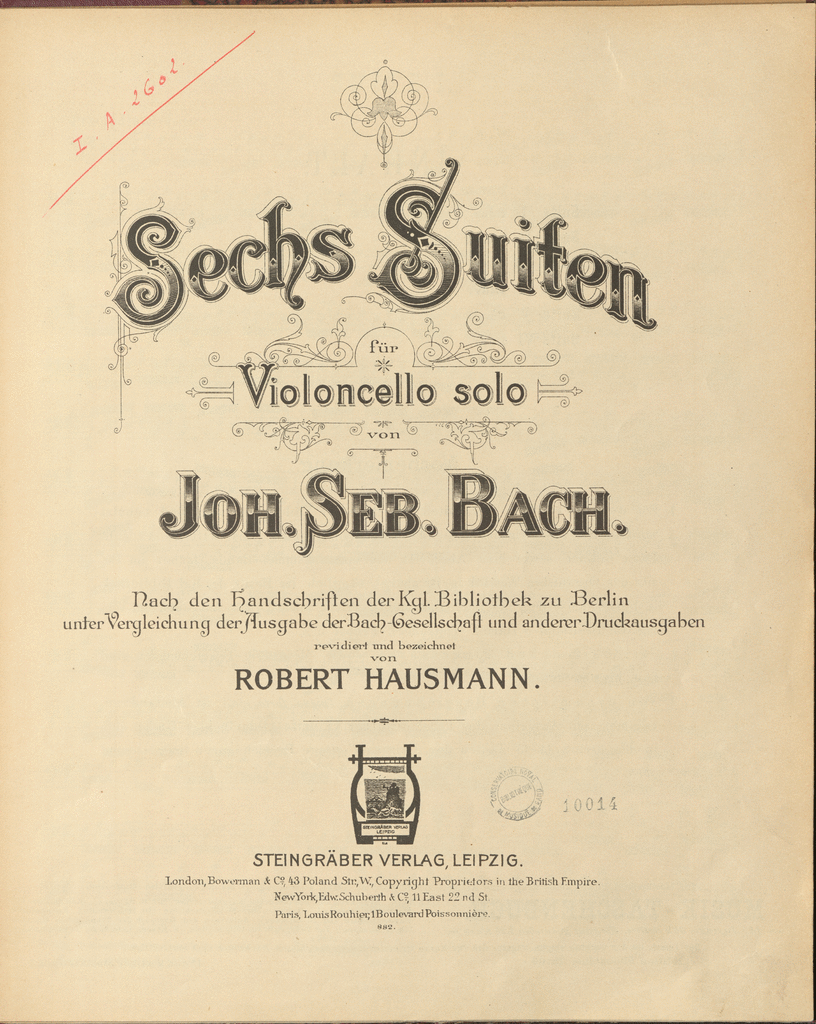 I. A. 2602
Sechs Suiten
für
Violoncello solo
von
JOH. SEB. BACH.
Nach den Handschriften der Kgl. Bibliothek zu Berlin
unter Vergleichung der Ausgabe der Bach-Gesellschaft und anderer Druckausgaben
revidiert und bezeichnet
von
ROBERT HAUSMANN.
STEINGRÄBER VERLAG
LEIPZIG
10014
STEINGRÄBER VERLAG, LEIPZIG.
London, Bowerman & Cº, 43 Poland Str., W., Copyright Proprietors in the British Empire.
New York, Edw. Schuberth & Cº, 11 East 22nd St.
Paris, Louis Rouhier, 1 Boulevard Poissonnière.
882.